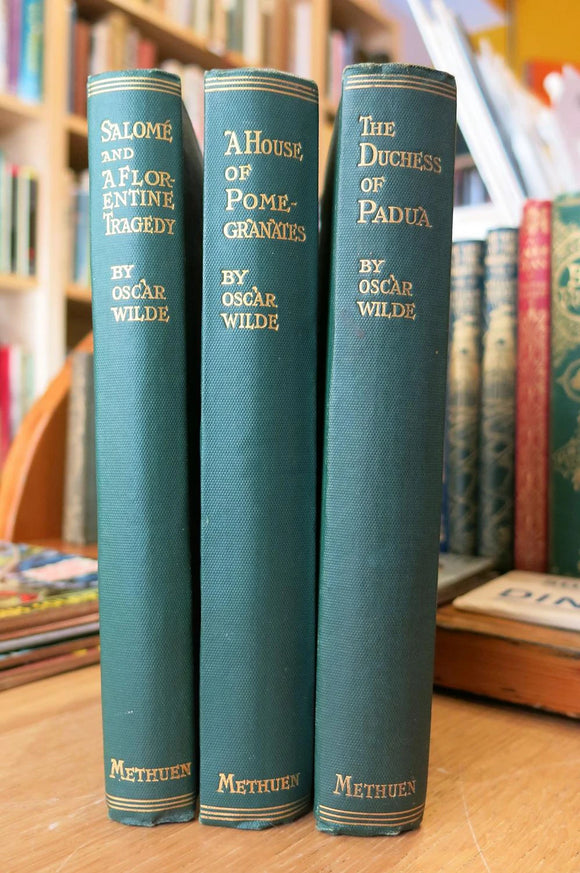 SALOMÉ
AND
A FLOR-
ENTINE
TRAGEDY
BY
OSCAR
WILDE
METHUEN
A HOUSE
OF
POME-
GRANATES
BY
OSCAR
WILDE
METHUEN
THE
DUCHESS
OF
PADUA
BY
OSCAR
WILDE
METHUEN
DIN